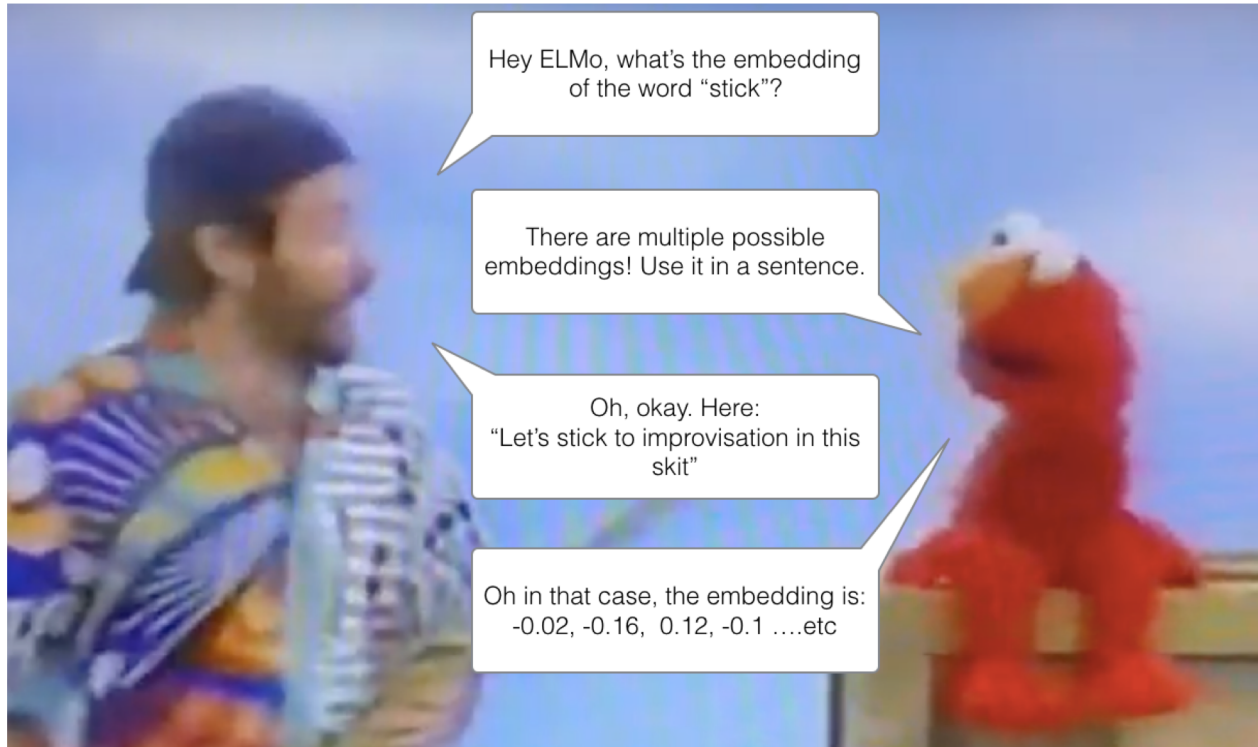 Hey ELMo, what’s the embedding
of the word “stick”?
There are multiple possible
embeddings! Use it in a sentence.
Oh, okay. Here:
“Let’s stick to improvisation in this
skit”
Oh in that case, the embedding is:
-0.02, -0.16,  0.12, -0.1 ….etc